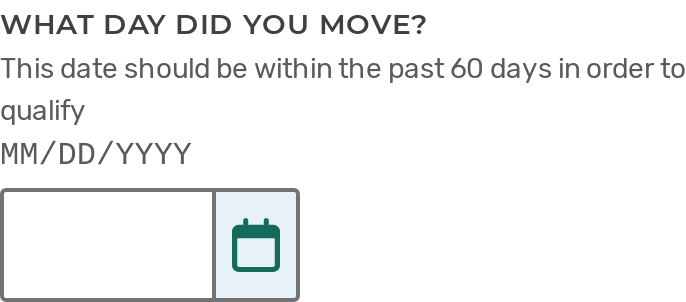 WHAT DAY DID YOU MOVE?
This date should be within the past 60 days in order to
qualify
MM/DD/YYYY